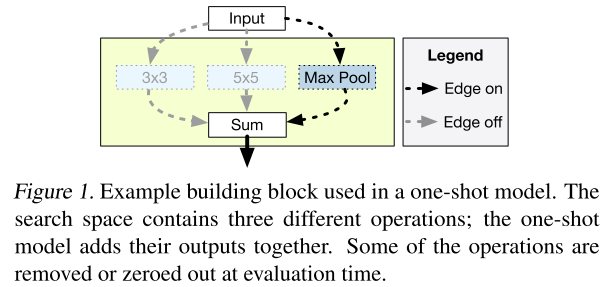 Input
3x3
5x5
Max Pool
Sum
Legend
Edge on
Edge off
Figure 1. Example building block used in a one-shot model. The
search space contains three different operations; the one-shot
model adds their outputs together. Some of the operations are
removed or zeroed out at evaluation time.